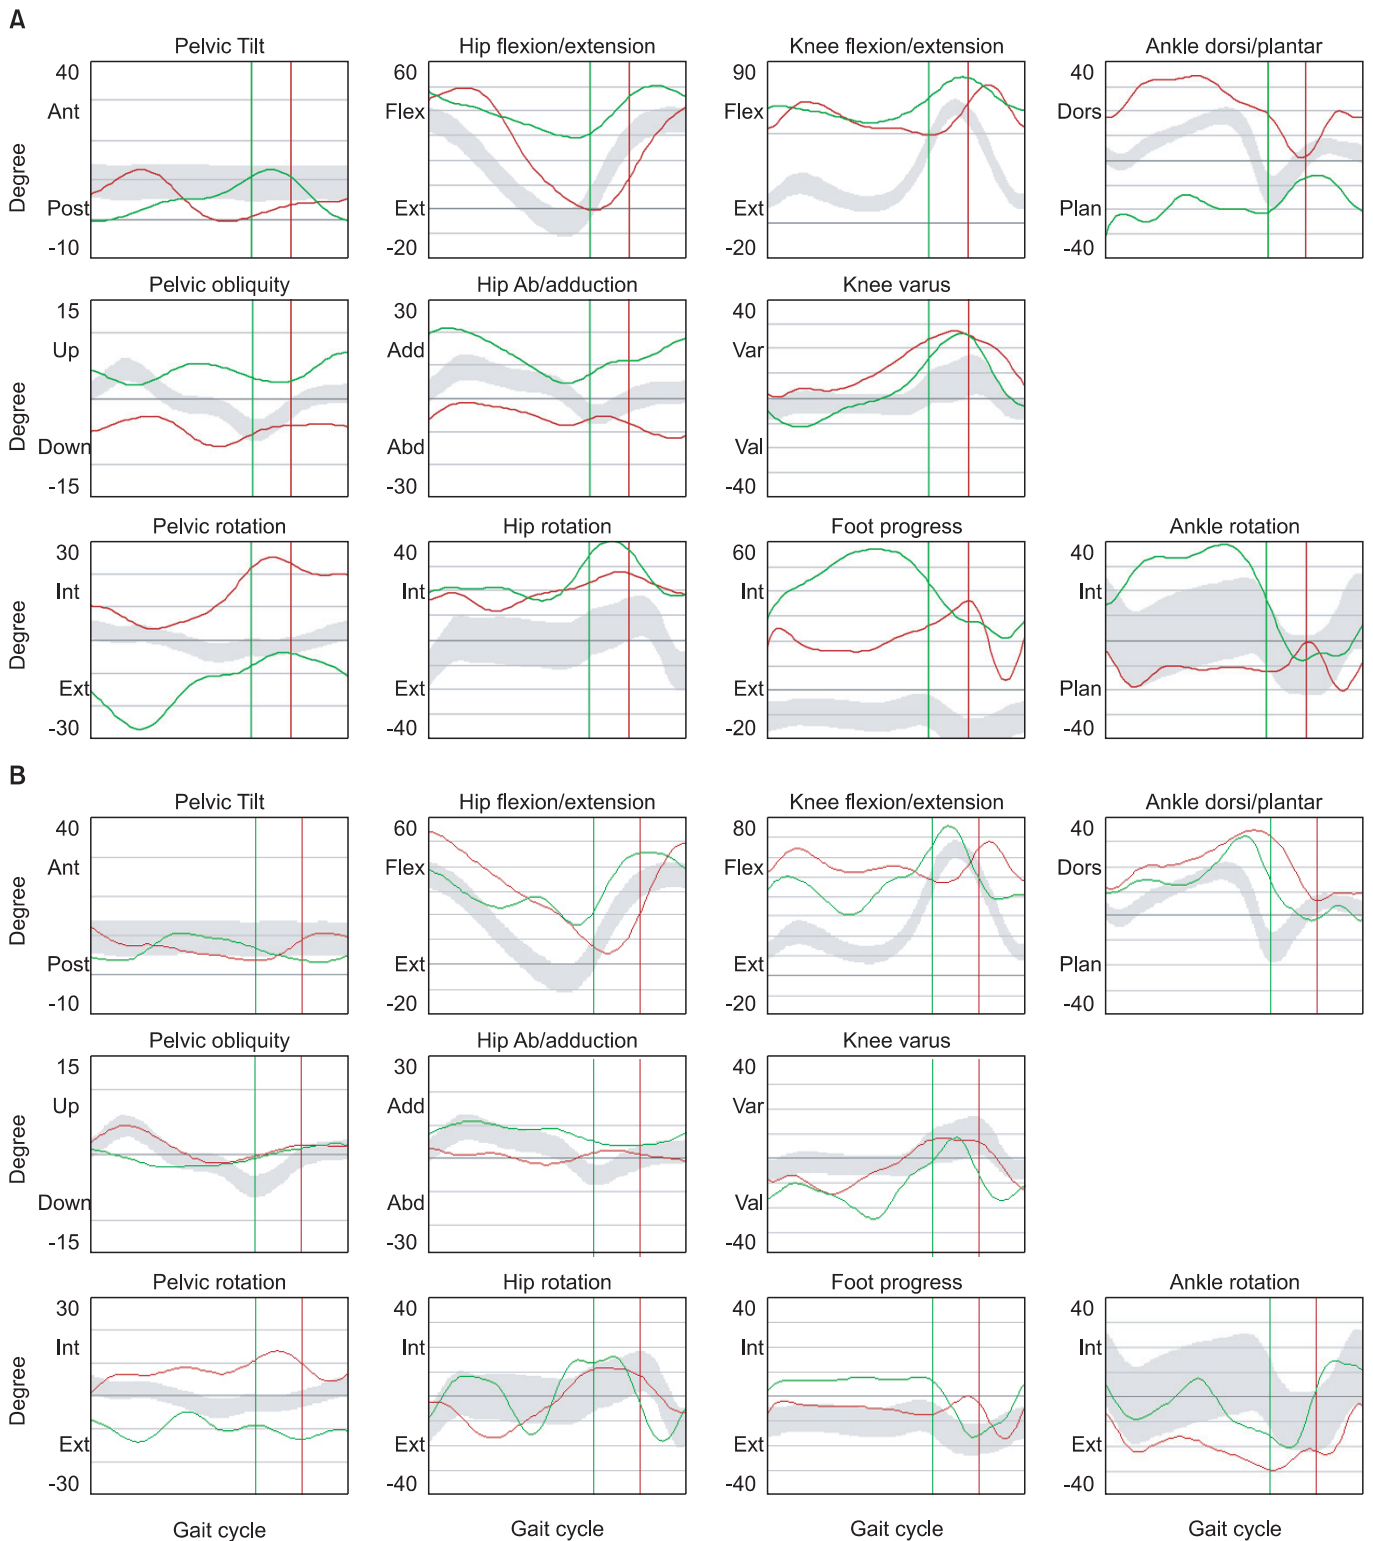 A
Pelvic Tilt
Hip flexion/extension
Knee flexion/extension
Ankle dorsi/plantar
40
60
90
40
Ant
Flex
Flex
Dors
Degree
Post
Ext
Ext
Plan
-10
-20
-20
-40
Pelvic obliquity
Hip Ab/adduction
Knee varus
15
30
40
Up
Add
Var
Degree
Down
Abd
Val
-15
-30
-40
Pelvic rotation
Hip rotation
Foot progress
Ankle rotation
30
40
60
40
Int
Int
Int
Int
Degree
Ext
Ext
Ext
Plan
-30
-40
-20
-40
B
Pelvic Tilt
Hip flexion/extension
Knee flexion/extension
Ankle dorsi/plantar
40
60
80
40
Ant
Flex
Flex
Dors
Degree
Post
Ext
Ext
Plan
-10
-20
-20
-40
Pelvic obliquity
Hip Ab/adduction
Knee varus
15
30
40
Up
Add
Var
Degree
Down
Abd
Val
-15
-30
-40
Pelvic rotation
Hip rotation
Foot progress
Ankle rotation
30
40
40
40
Int
Int
Int
Int
Degree
Ext
Ext
Ext
Ext
-30
-40
-40
-40
Gait cycle
Gait cycle
Gait cycle
Gait cycle